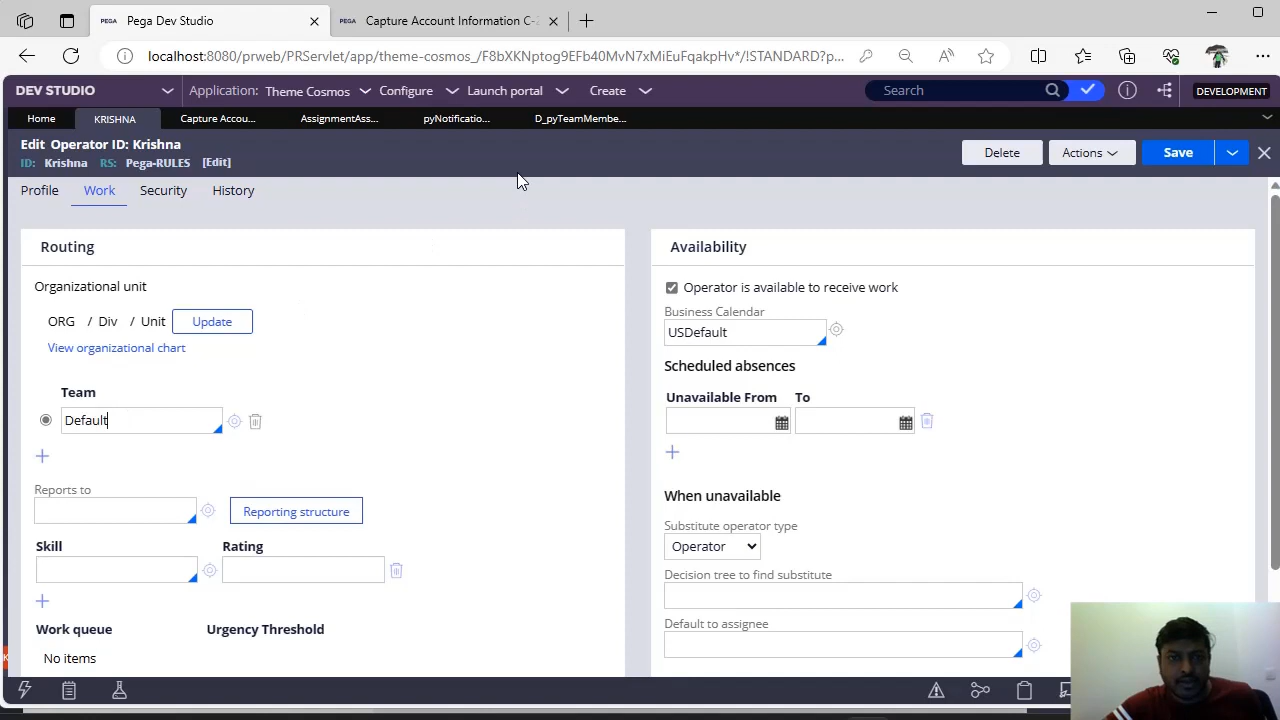 PEGA Pega Dev Studio
PEGA Capture Account Information C-
localhost:8080/prweb/PRServlet/app/theme-cosmos_/F8bXKNptog9EFb40MvN7xMiEuFqakpHv*/!STANDARD?p...
DEV STUDIO
Application: Theme Cosmos
Configure
Launch portal
Create
Search
DEVELOPMENT
Home
KRISHNA
Capture Accou...
AssignmentAss...
pyNotificatio...
D_pyTeamMembe...
Edit Operator ID: Krishna
ID: Krishna RS: Pega-RULES [Edit]
Delete
Actions
Save
Profile
Work
Security
History
Routing
Organizational unit
ORG / Div / Unit
Update
View organizational chart
Team
Default
Reports to
Reporting structure
Skill Rating
Work queue Urgency Threshold
No items
Availability
Operator is available to receive work
Business Calendar
USDefault
Scheduled absences
Unavailable From To
When unavailable
Substitute operator type
Operator
Decision tree to find substitute
Default to assignee